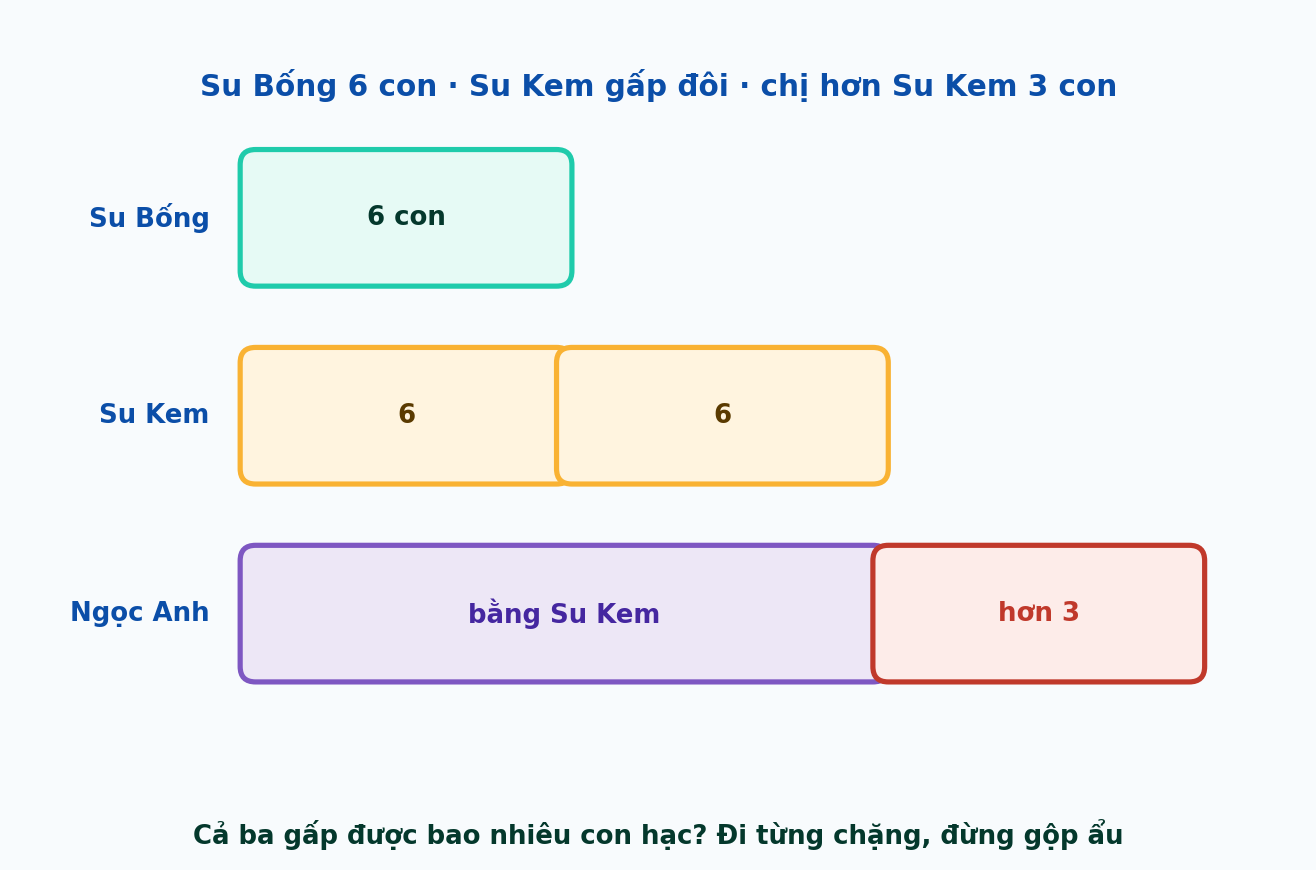 Su Bống 6 con · Su Kem gấp đôi · chị hơn Su Kem 3 con
Su Bống
6 con
Su Kem
6
6
Ngọc Anh
bằng Su Kem
hơn 3
Cả ba gấp được bao nhiêu con hạc? Đi từng chặng, đừng gộp ẩu